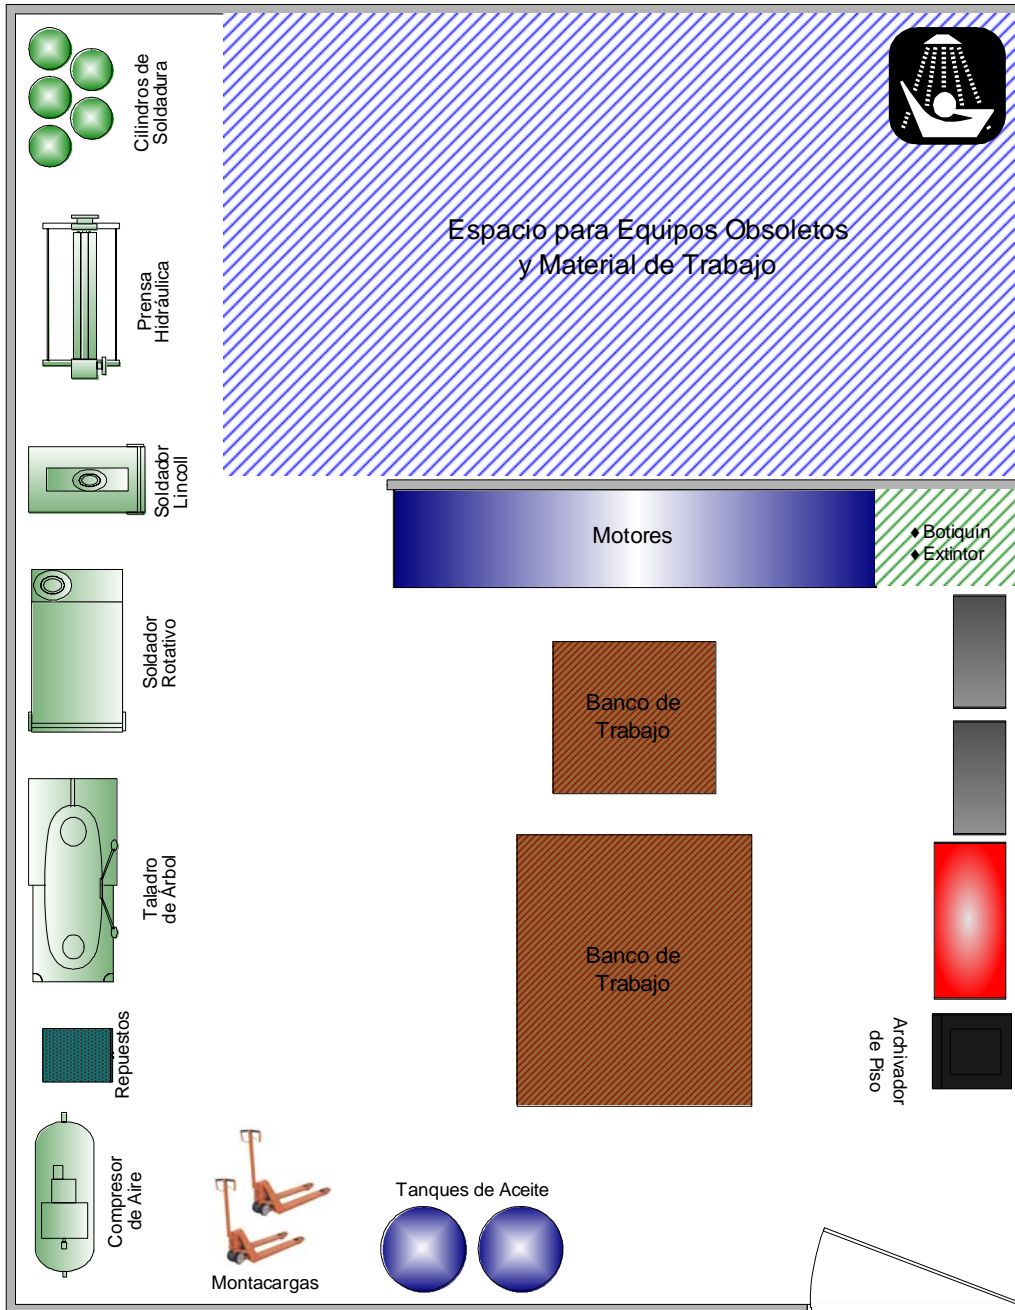 Cilindros de
Soldadura
Espacio para Equipos Obsoletos
y Material de Trabajo
Prensa
Hidráulica
Soldador
Lincoll
Motores
♦ Botiquín
♦ Extintor
Soldador
Rotativo
Banco de
Trabajo
Taladro
de Árbol
Banco de
Trabajo
Repuestos
Archivador
de Piso
Compresor
de Aire
Montacargas
Tanques de Aceite